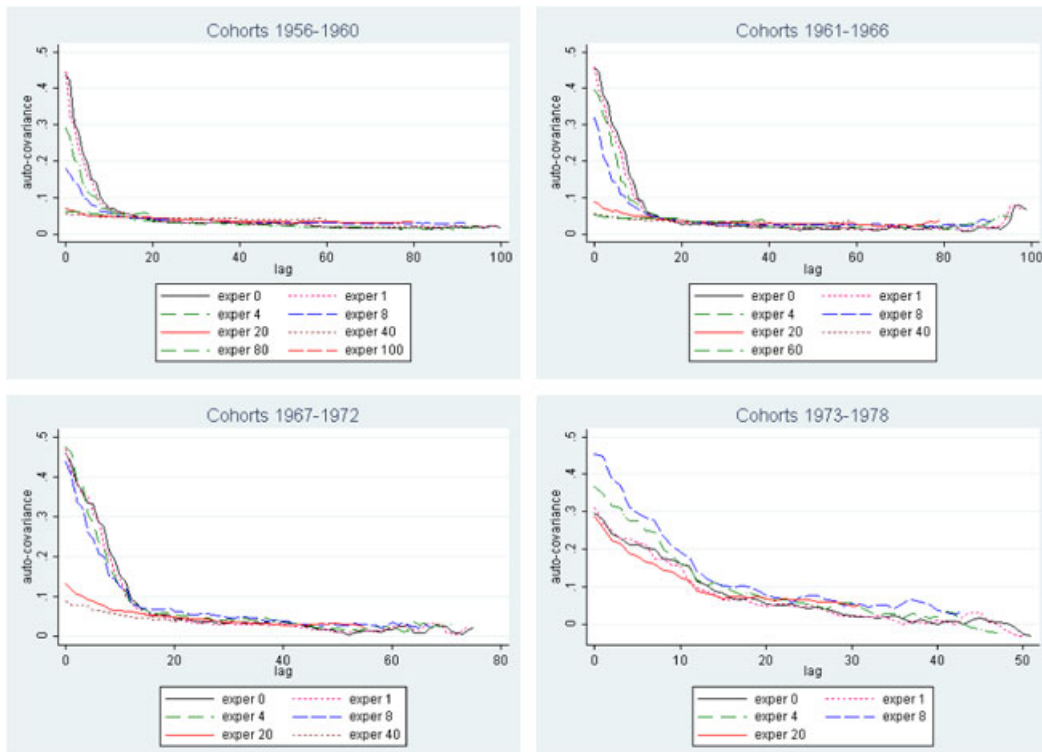 Cohorts 1956-1960
auto-covariance
.5
.4
.3
.2
.1
0
0 20 40 60 80 100
lag
exper 0 exper 1
exper 4 exper 8
exper 20 exper 40
exper 80 exper 100
Cohorts 1961-1966
auto-covariance
.5
.4
.3
.2
.1
0
0 20 40 60 80 100
lag
exper 0 exper 1
exper 4 exper 8
exper 20 exper 40
exper 60
Cohorts 1967-1972
auto-covariance
.5
.4
.3
.2
.1
0
0 20 40 60 80
lag
exper 0 exper 1
exper 4 exper 8
exper 20 exper 40
Cohorts 1973-1978
auto-covariance
.5
.4
.3
.2
.1
0
0 10 20 30 40 50
lag
exper 0 exper 1
exper 4 exper 8
exper 20